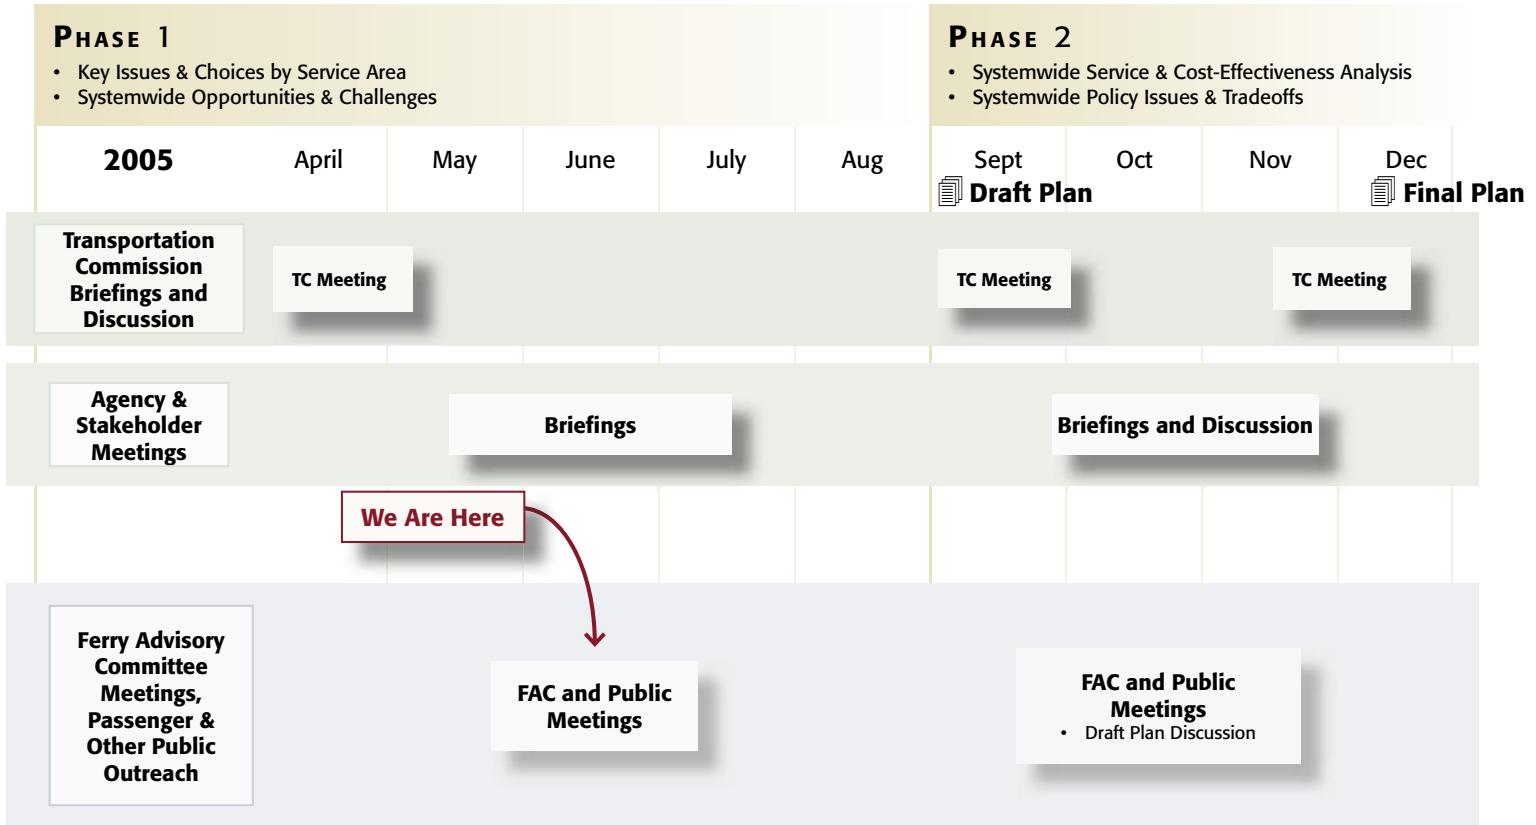 PHASE 1
• Key Issues & Choices by Service Area
• Systemwide Opportunities & Challenges
PHASE 2
• Systemwide Service & Cost-Effectiveness Analysis
• Systemwide Policy Issues & Tradeoffs
2005 April May June July Aug Sept Oct Nov Dec
Draft Plan Final Plan
Transportation
Commission
Briefings and
Discussion
TC Meeting
TC Meeting
TC Meeting
Agency &
Stakeholder
Meetings
Briefings
Briefings and Discussion
We Are Here
Ferry Advisory
Committee
Meetings,
Passenger &
Other Public
Outreach
FAC and Public
Meetings
FAC and Public
Meetings
• Draft Plan Discussion